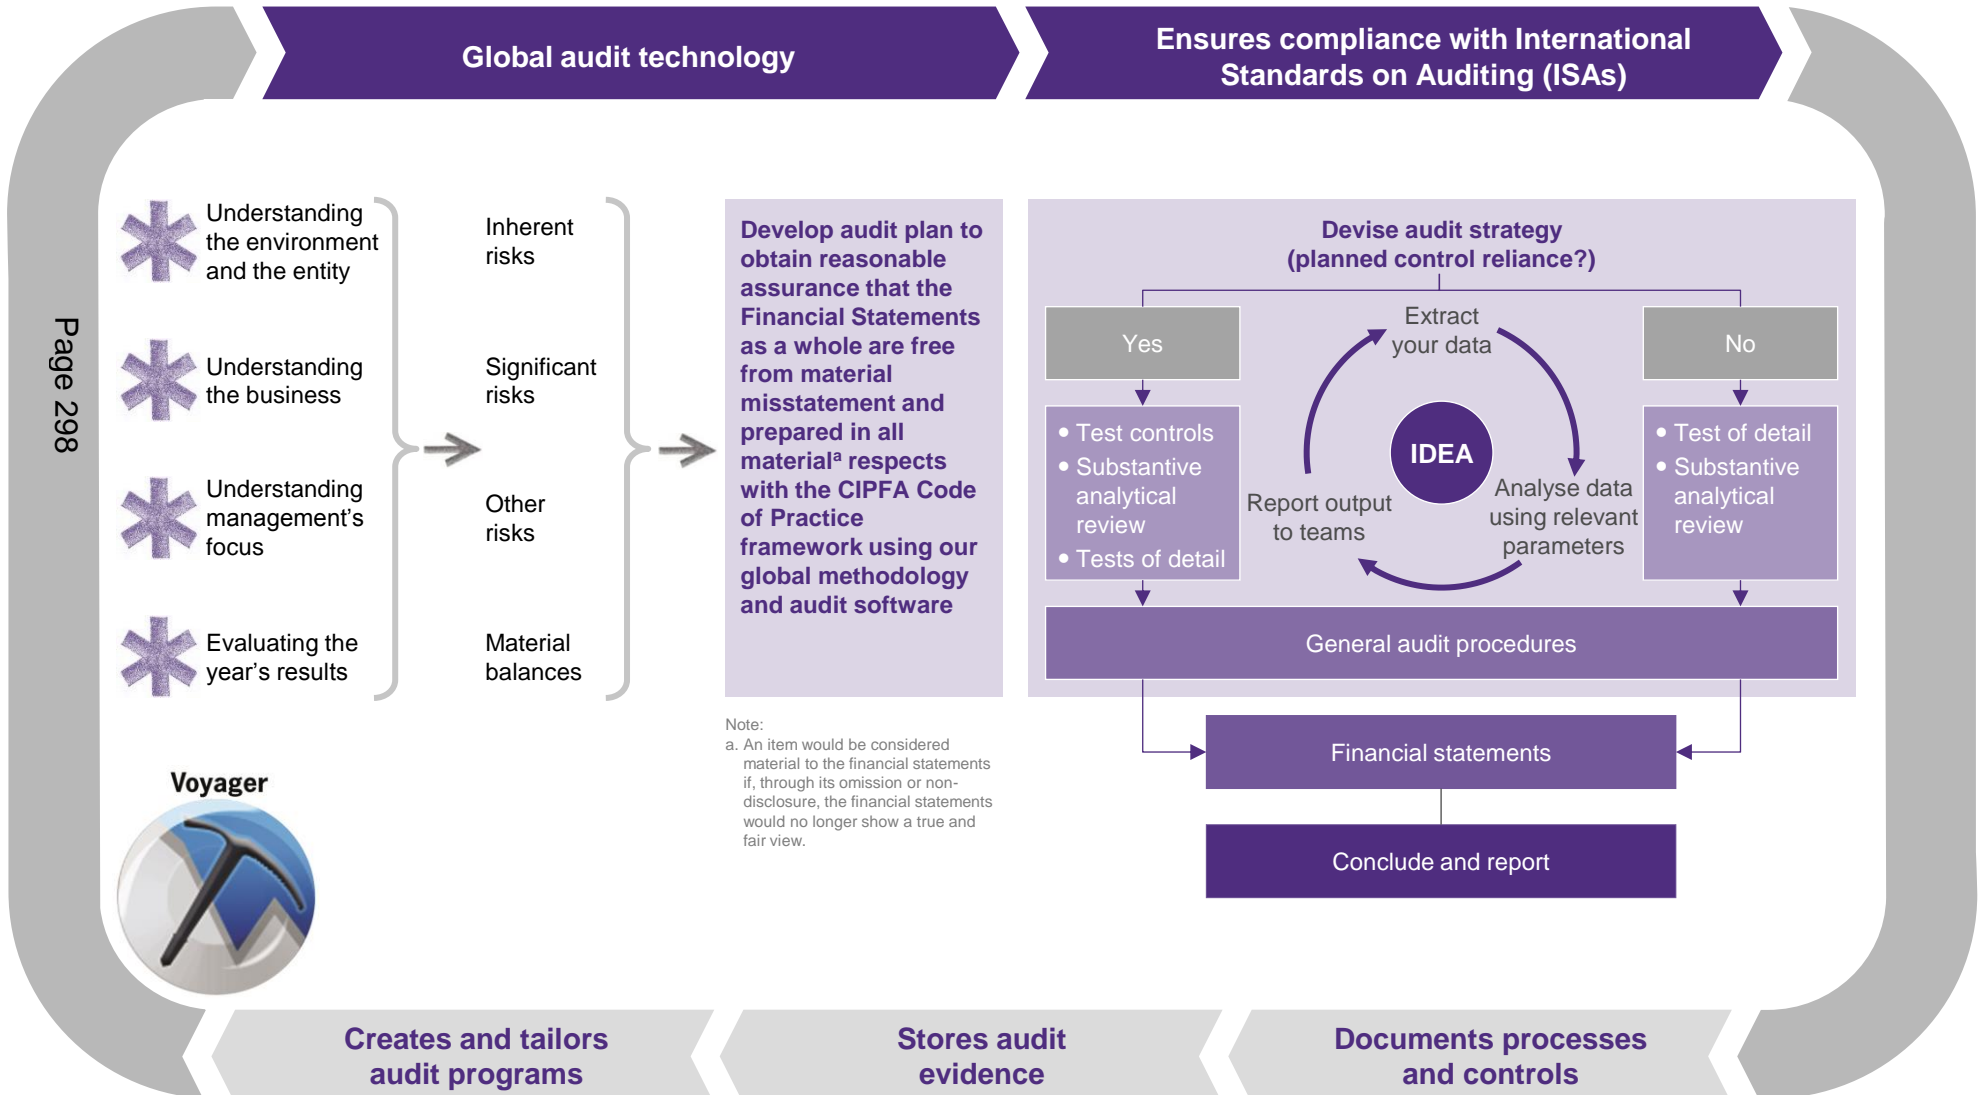 Global audit technology
Ensures compliance with International
Standards on Auditing (ISAs)
Page 298
Understanding
the environment
and the entity
Understanding
the business
Understanding
management’s
focus
Evaluating the
year’s results
Inherent
risks
Significant
risks
Other
risks
Material
balances
Develop audit plan to
obtain reasonable
assurance that the
Financial Statements
as a whole are free
from material
misstatement and
prepared in all
materialᵃ respects
with the CIPFA Code
of Practice
framework using our
global methodology
and audit software
Note:
a. An item would be considered
material to the financial statements
if, through its omission or non-
disclosure, the financial statements
would no longer show a true and
fair view.
Devise audit strategy
(planned control reliance?)
Yes
• Test controls
• Substantive
analytical
review
• Tests of detail
Extract
your data
IDEA
Analyse data
using relevant
parameters
Report output
to teams
No
• Test of detail
• Substantive
analytical
review
General audit procedures
Financial statements
Conclude and report
Voyager
Creates and tailors
audit programs
Stores audit
evidence
Documents processes
and controls